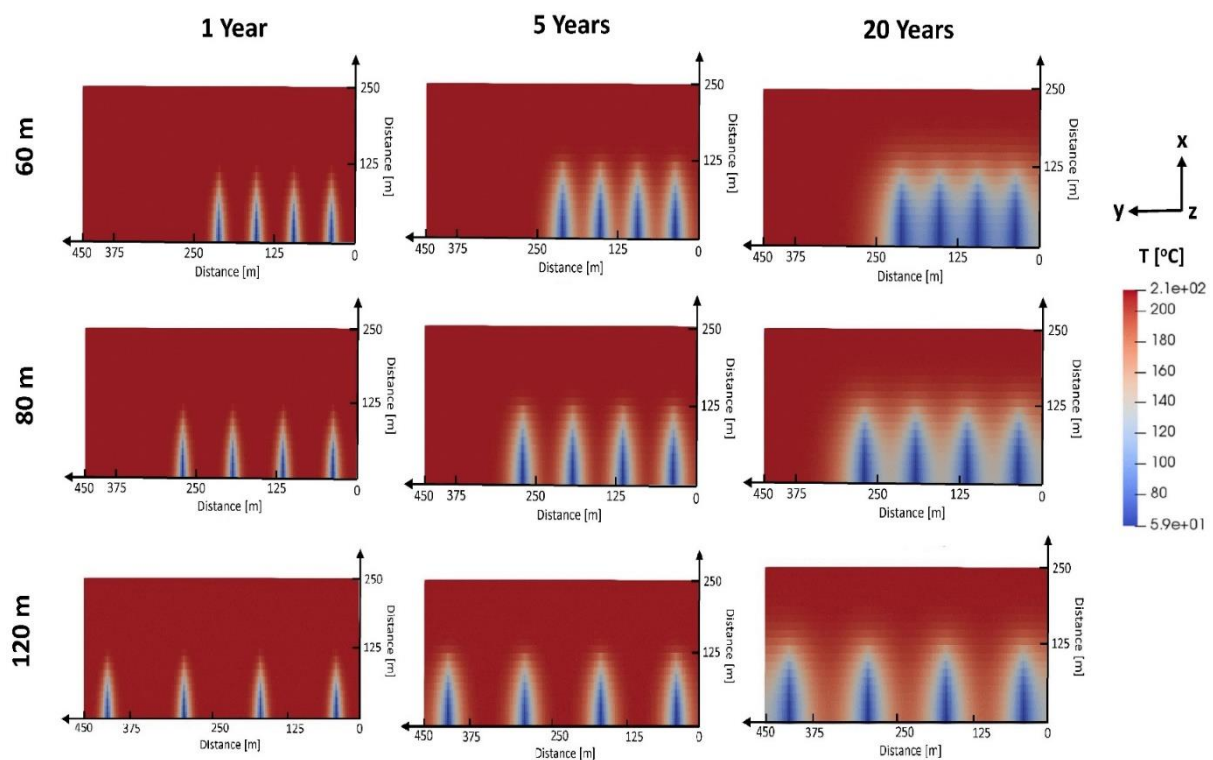 1 Year
5 Years
20 Years
60 m
250
125
Distance [m]
450 375 250 125 0
Distance [m]
250
125
Distance [m]
450 375 250 125 0
Distance [m]
250
125
Distance [m]
450 375 250 125 0
Distance [m]
x
y
z
T [°C]
2.1e+02
200
180
160
140
120
100
80
5.9e+01
80 m
250
125
Distance [m]
450 375 250 125 0
Distance [m]
250
125
Distance [m]
450 375 250 125 0
Distance [m]
250
125
Distance [m]
450 375 250 125 0
Distance [m]
120 m
250
125
Distance [m]
450 375 250 125 0
Distance [m]
250
125
Distance [m]
450 375 250 125 0
Distance [m]
250
125
Distance [m]
450 375 250 125 0
Distance [m]